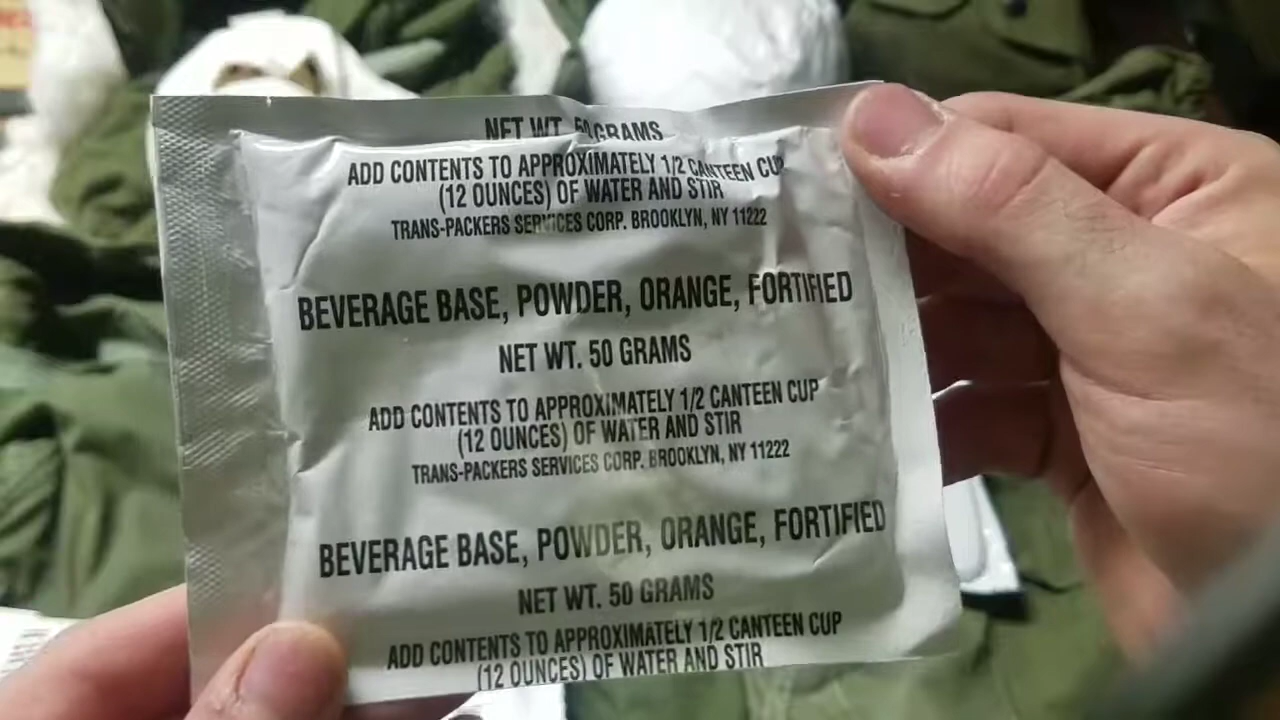 NET WT. 50 GRAMS
ADD CONTENTS TO APPROXIMATELY 1/2 CANTEEN CUP
(12 OUNCES) OF WATER AND STIR
TRANS-PACKERS SERVICES CORP. BROOKLYN, NY 11222
BEVERAGE BASE, POWDER, ORANGE, FORTIFIED
NET WT. 50 GRAMS
ADD CONTENTS TO APPROXIMATELY 1/2 CANTEEN CUP
(12 OUNCES) OF WATER AND STIR
TRANS-PACKERS SERVICES CORP. BROOKLYN, NY 11222
BEVERAGE BASE, POWDER, ORANGE, FORTIFIED
NET WT. 50 GRAMS
ADD CONTENTS TO APPROXIMATELY 1/2 CANTEEN CUP
(12 OUNCES) OF WATER AND STIR